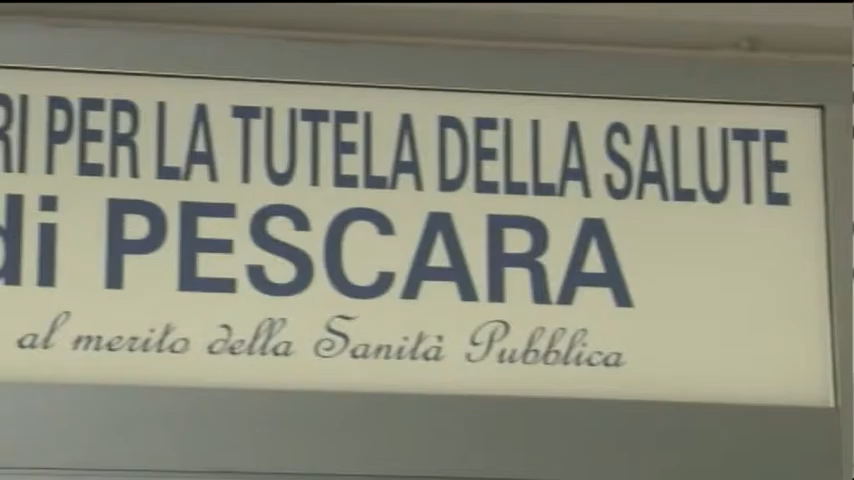 RI PER LA TUTELA DELLA SALUTE
di PESCARA
al merito della Sanità Pubblica